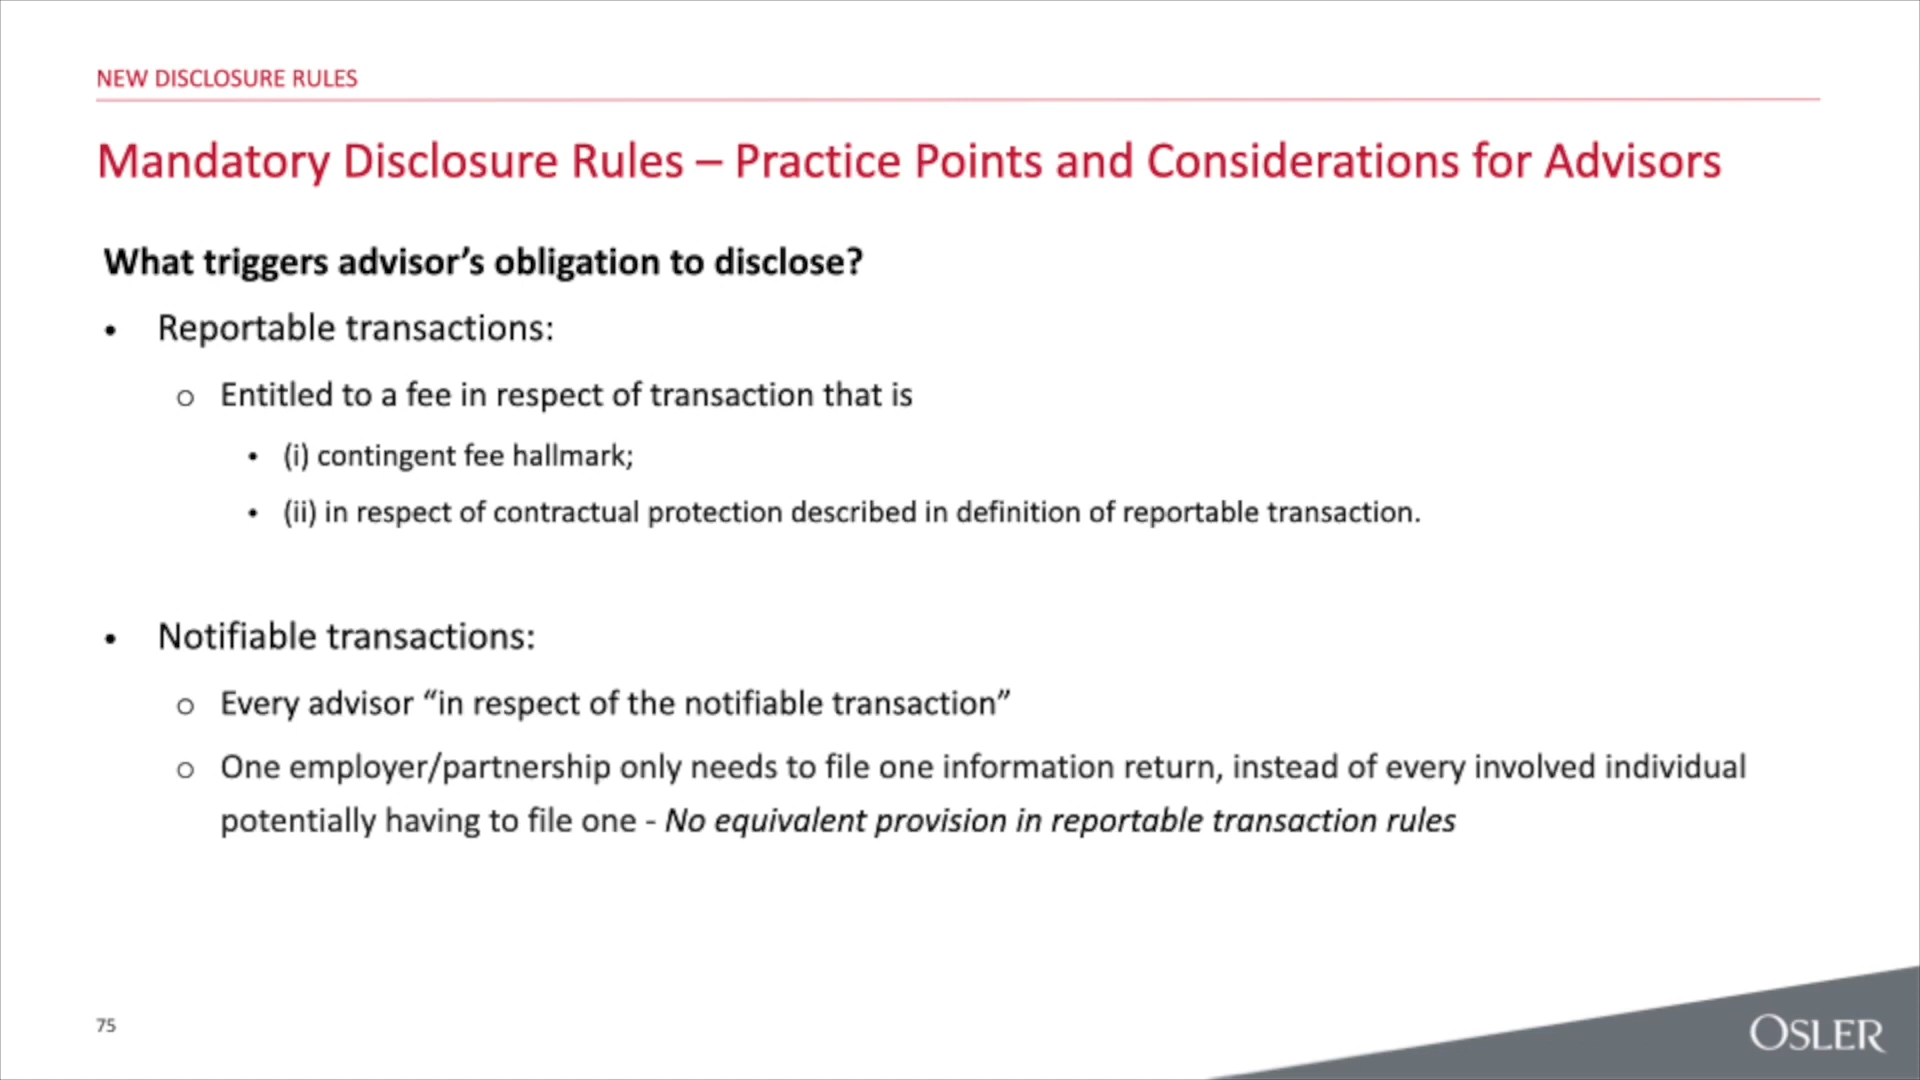 NEW DISCLOSURE RULES
Mandatory Disclosure Rules – Practice Points and Considerations for Advisors
What triggers advisor’s obligation to disclose?
• Reportable transactions:
o Entitled to a fee in respect of transaction that is
• (i) contingent fee hallmark;
• (ii) in respect of contractual protection described in definition of reportable transaction.
• Notifiable transactions:
o Every advisor “in respect of the notifiable transaction”
o One employer/partnership only needs to file one information return, instead of every involved individual
potentially having to file one - No equivalent provision in reportable transaction rules
75
OSLER